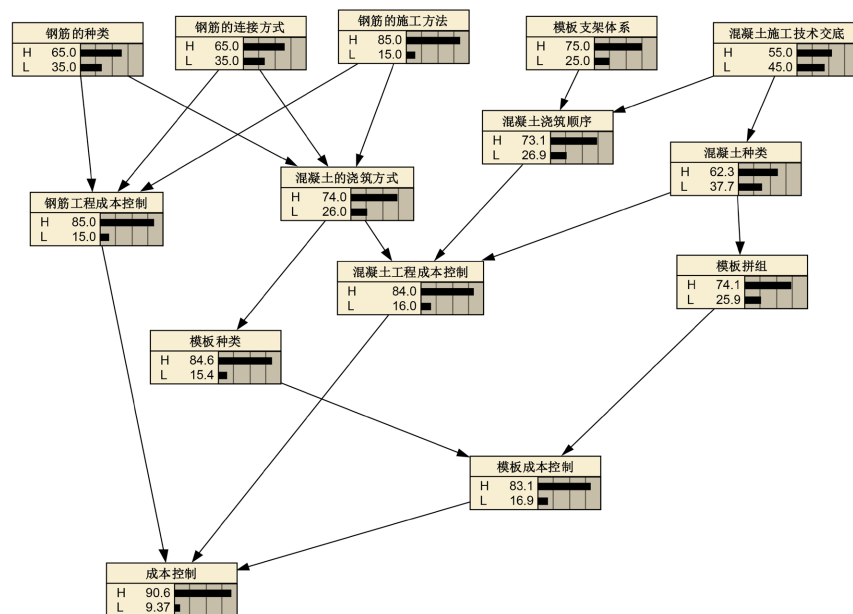 钢筋的种类
H 65.0
L 35.0
钢筋的连接方式
H 65.0
L 35.0
钢筋的施工方法
H 85.0
L 15.0
模板支架体系
H 75.0
L 25.0
混凝土施工技术交底
H 55.0
L 45.0
混凝土浇筑顺序
H 73.1
L 26.9
混凝土种类
H 62.3
L 37.7
钢筋工程成本控制
H 85.0
L 15.0
混凝土的浇筑方式
H 74.0
L 26.0
混凝土工程成本控制
H 84.0
L 16.0
模板拼组
H 74.1
L 25.9
模板种类
H 84.6
L 15.4
模板成本控制
H 83.1
L 16.9
成本控制
H 90.6
L 9.37